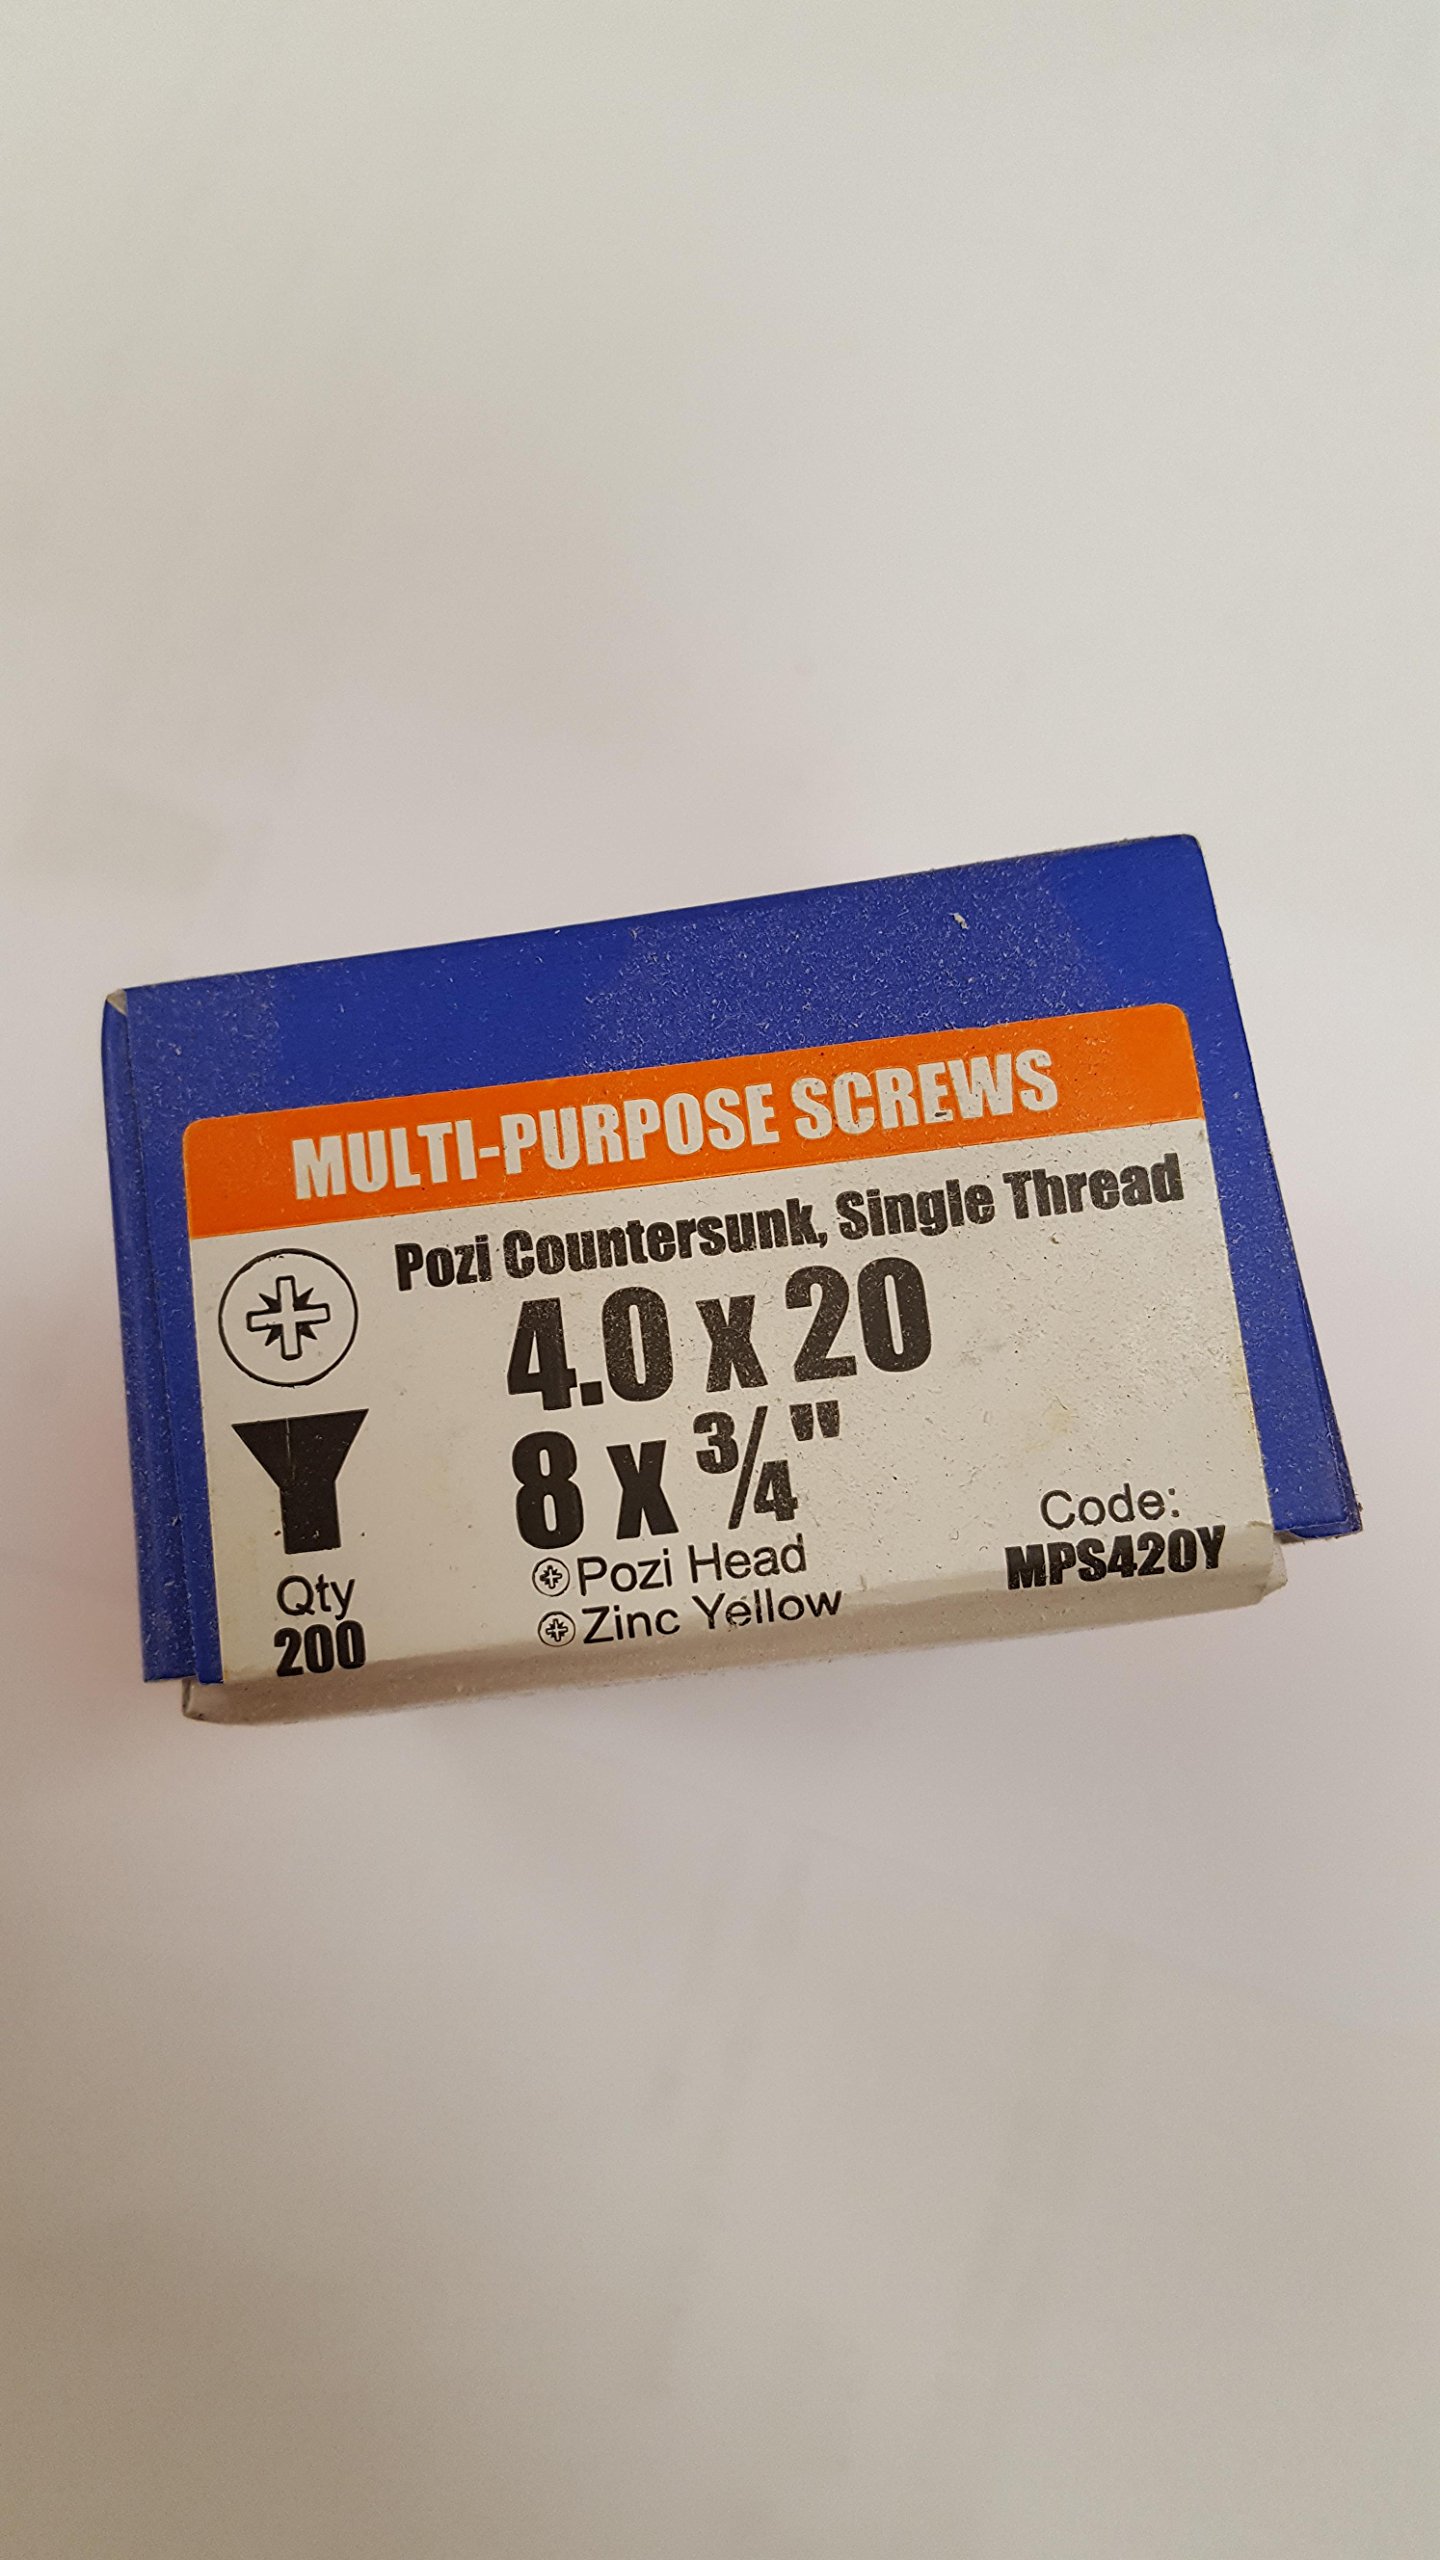 MULTI-PURPOSE SCREWS
Pozi Countersunk, Single Thread
4.0 x 20
8 x 3/4"
Pozi Head
Zinc Yellow
Qty
200
Code:
MPS420Y